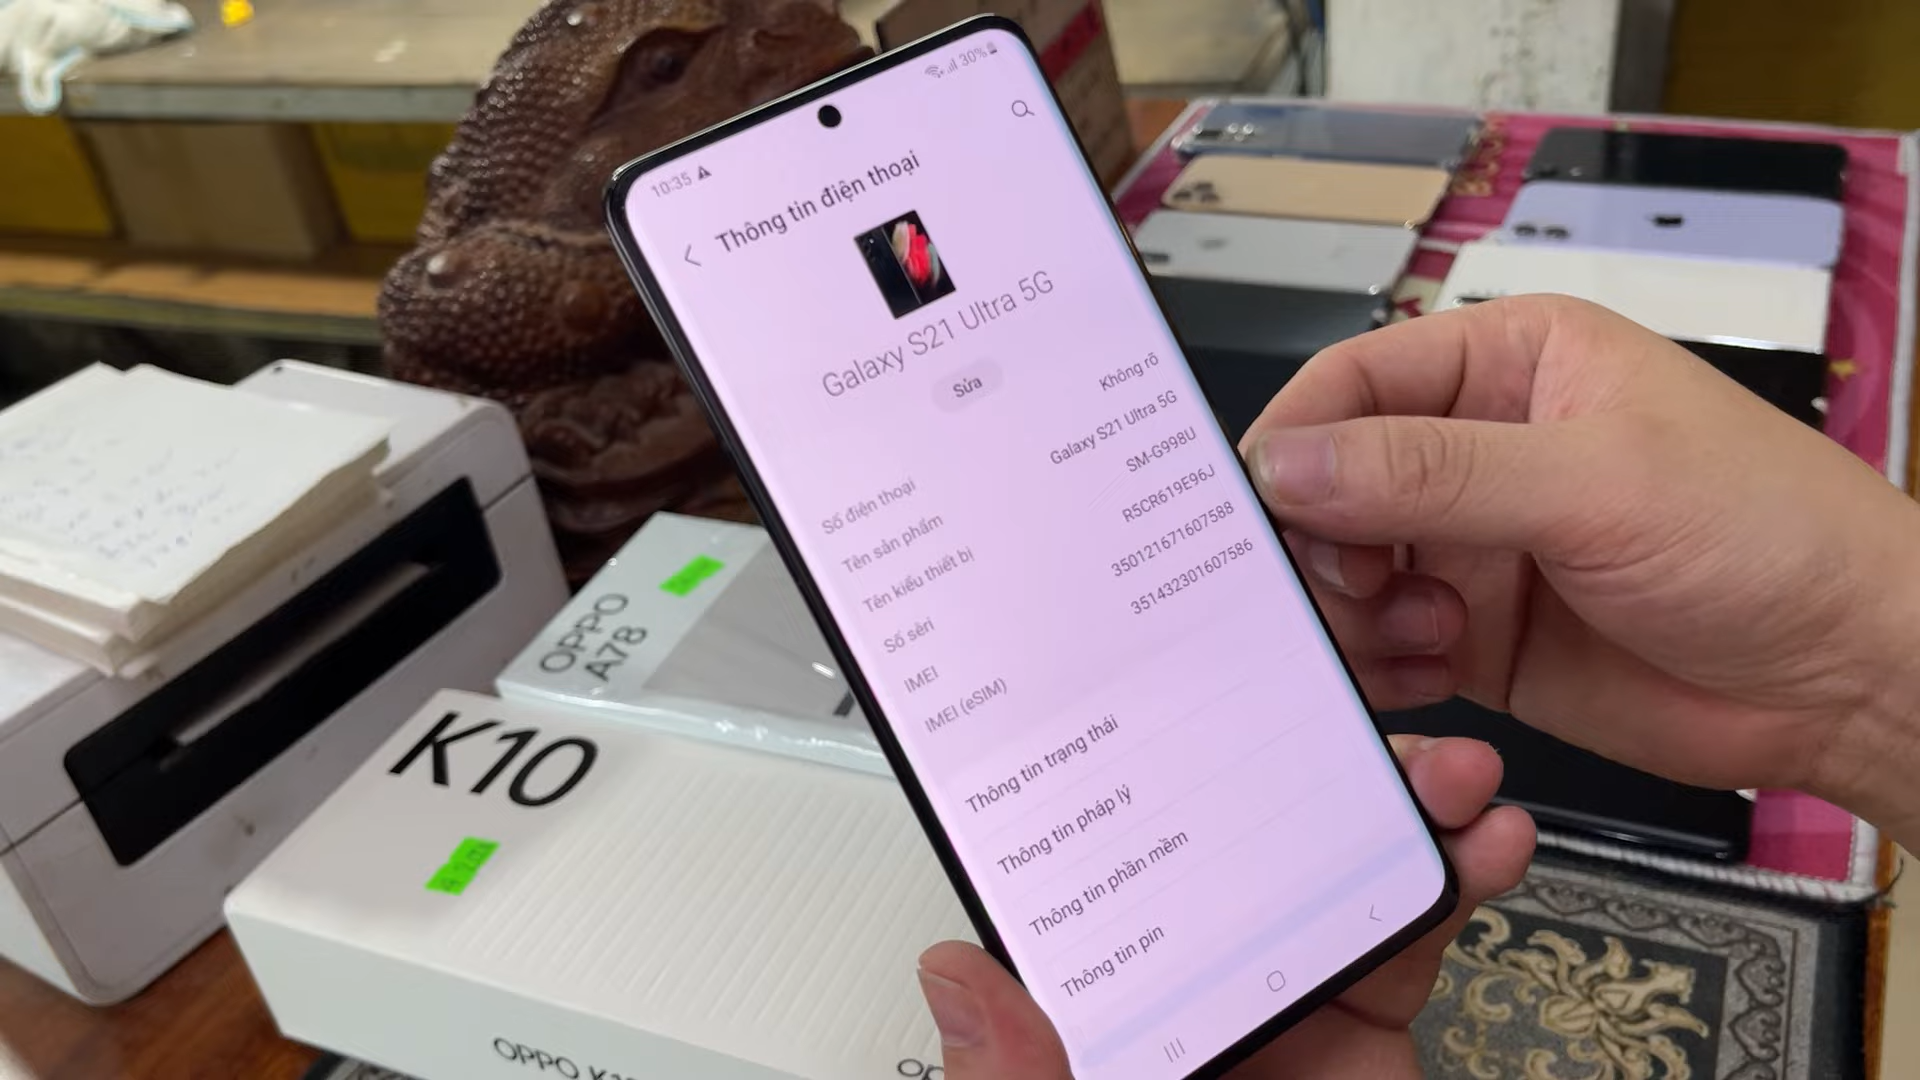 10:35
30%
Thông tin điện thoại
Galaxy S21 Ultra 5G
Sửa
Số điện thoại
Không rõ
Tên sản phẩm
Galaxy S21 Ultra 5G
Tên kiểu thiết bị
SM-G998U
Số sêri
R5CR619E96J
IMEI
350121671607588
IMEI (eSIM)
351432301607586
Thông tin trạng thái
Thông tin pháp lý
Thông tin phần mềm
Thông tin pin
OPPO
A78
K10
OPPO